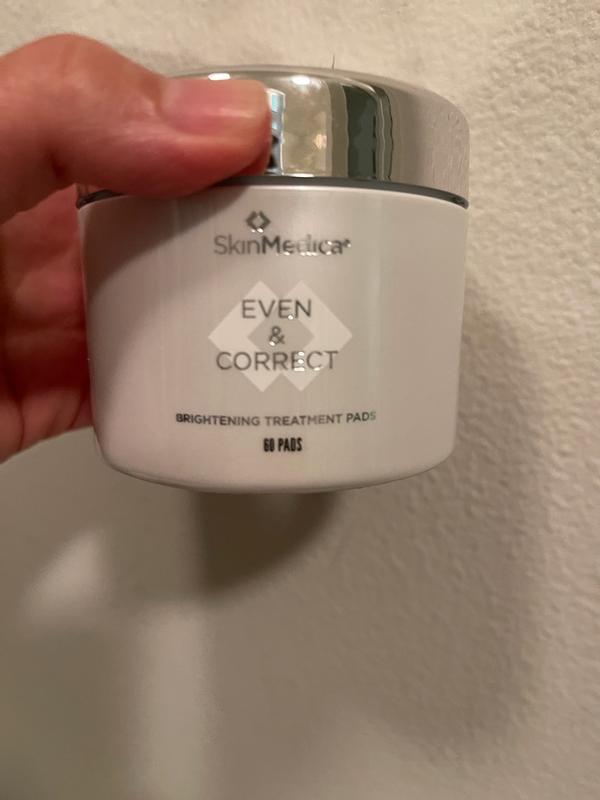 SkinMedica®
EVEN
&
CORRECT
BRIGHTENING TREATMENT PADS
60 PADS